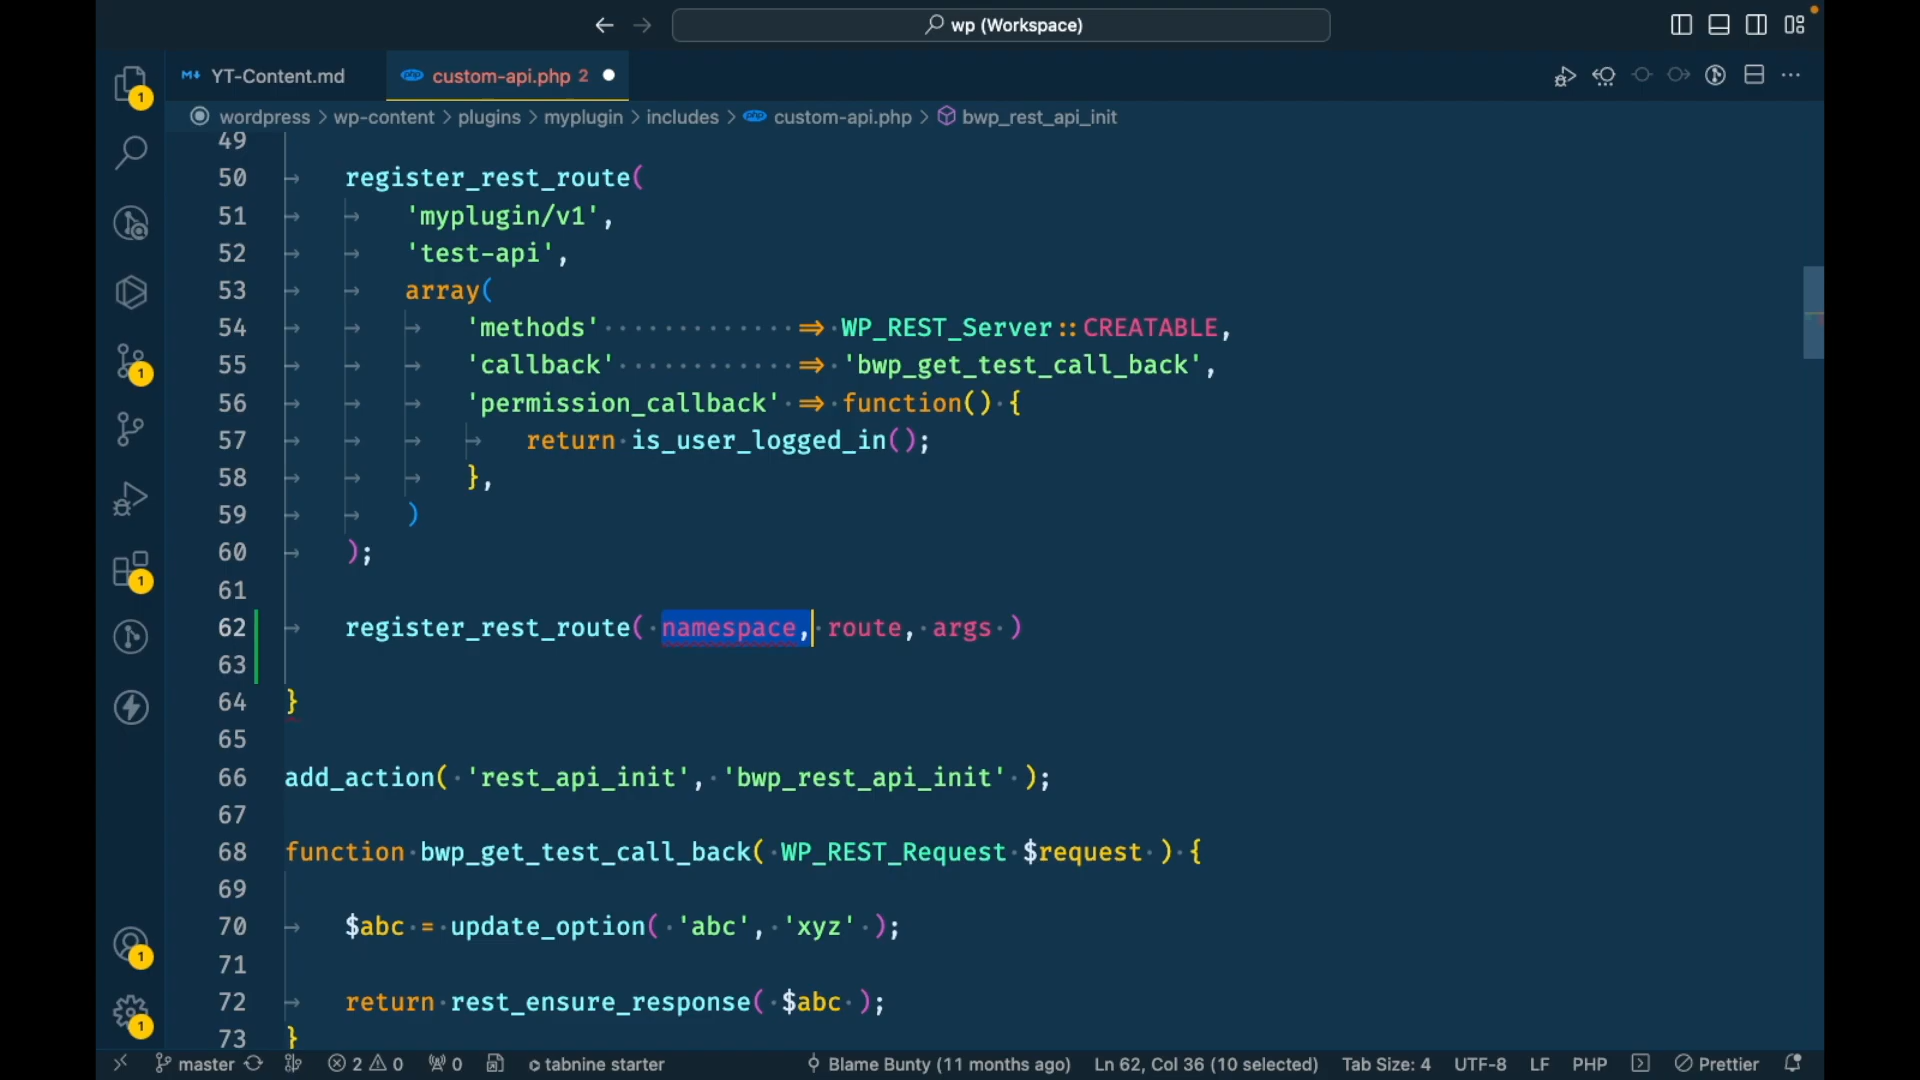 wp (Workspace)
YT-Content.md
custom-api.php 2
wordpress > wp-content > plugins > myplugin > includes > custom-api.php > bwp_rest_api_init
49
50 register_rest_route(
51 'myplugin/v1',
52 'test-api',
53 array(
54 'methods' => WP_REST_Server::CREATABLE,
55 'callback' => 'bwp_get_test_call_back',
56 'permission_callback' => function() {
57 return is_user_logged_in();
58 },
59 )
60 );
61
62 register_rest_route( namespace, route, args )
63
64 }
65
66 add_action( 'rest_api_init', 'bwp_rest_api_init' );
67
68 function bwp_get_test_call_back( WP_REST_Request $request ) {
69
70 $abc = update_option( 'abc', 'xyz' );
71
72 return rest_ensure_response( $abc );
73 }
1
1
1
1
1
master 2 0 0 tabnine starter Blame Bunty (11 months ago) Ln 62, Col 36 (10 selected) Tab Size: 4 UTF-8 LF PHP Prettier